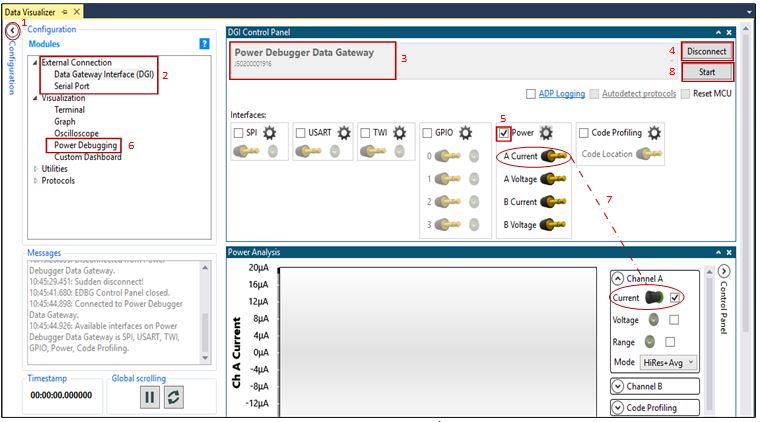 Data Visualizer
1
Configuration
Configuration
Modules
?
External Connection
Data Gateway Interface (DGI)
Serial Port
2
Visualization
Terminal
Graph
Oscilloscope
Power Debugging
6
Custom Dashboard
Utilities
Protocols
Messages
Debugger Data Gateway.
10:45:29.451: Sudden disconnect!
10:45:41.680: EDBG Control Panel closed.
10:45:44.898: Connected to Power Debugger
Data Gateway.
10:45:44.926: Available interfaces on Power
Debugger Data Gateway is SPI, USART, TWI,
GPIO, Power, Code Profiling.
Timestamp
00:00:00.000000
Global scrolling
DGI Control Panel
Power Debugger Data Gateway
J50200001916
3
4
Disconnect
8
Start
ADP Logging
Autodetect protocols
Reset MCU
Interfaces:
5
SPI
USART
TWI
GPIO
Power
Code Profiling
0
A Current
Code Location
1
A Voltage
2
B Current
3
B Voltage
7
Power Analysis
20µA
16µA
12µA
8µA
4µA
0µA
-4µA
-8µA
-12µA
Ch A Current
Channel A
Current
Voltage
Range
Mode
HiRes+Avg
Channel B
Code Profiling
Control Panel